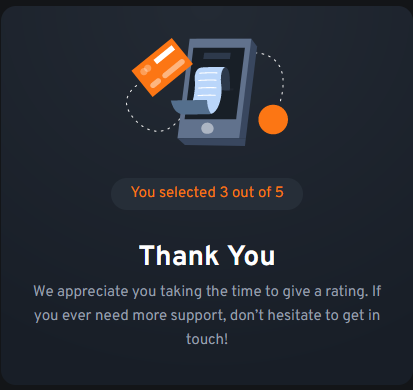 You selected 3 out of 5
Thank You
We appreciate you taking the time to give a rating. If
you ever need more support, don't hesitate to get in
touch!